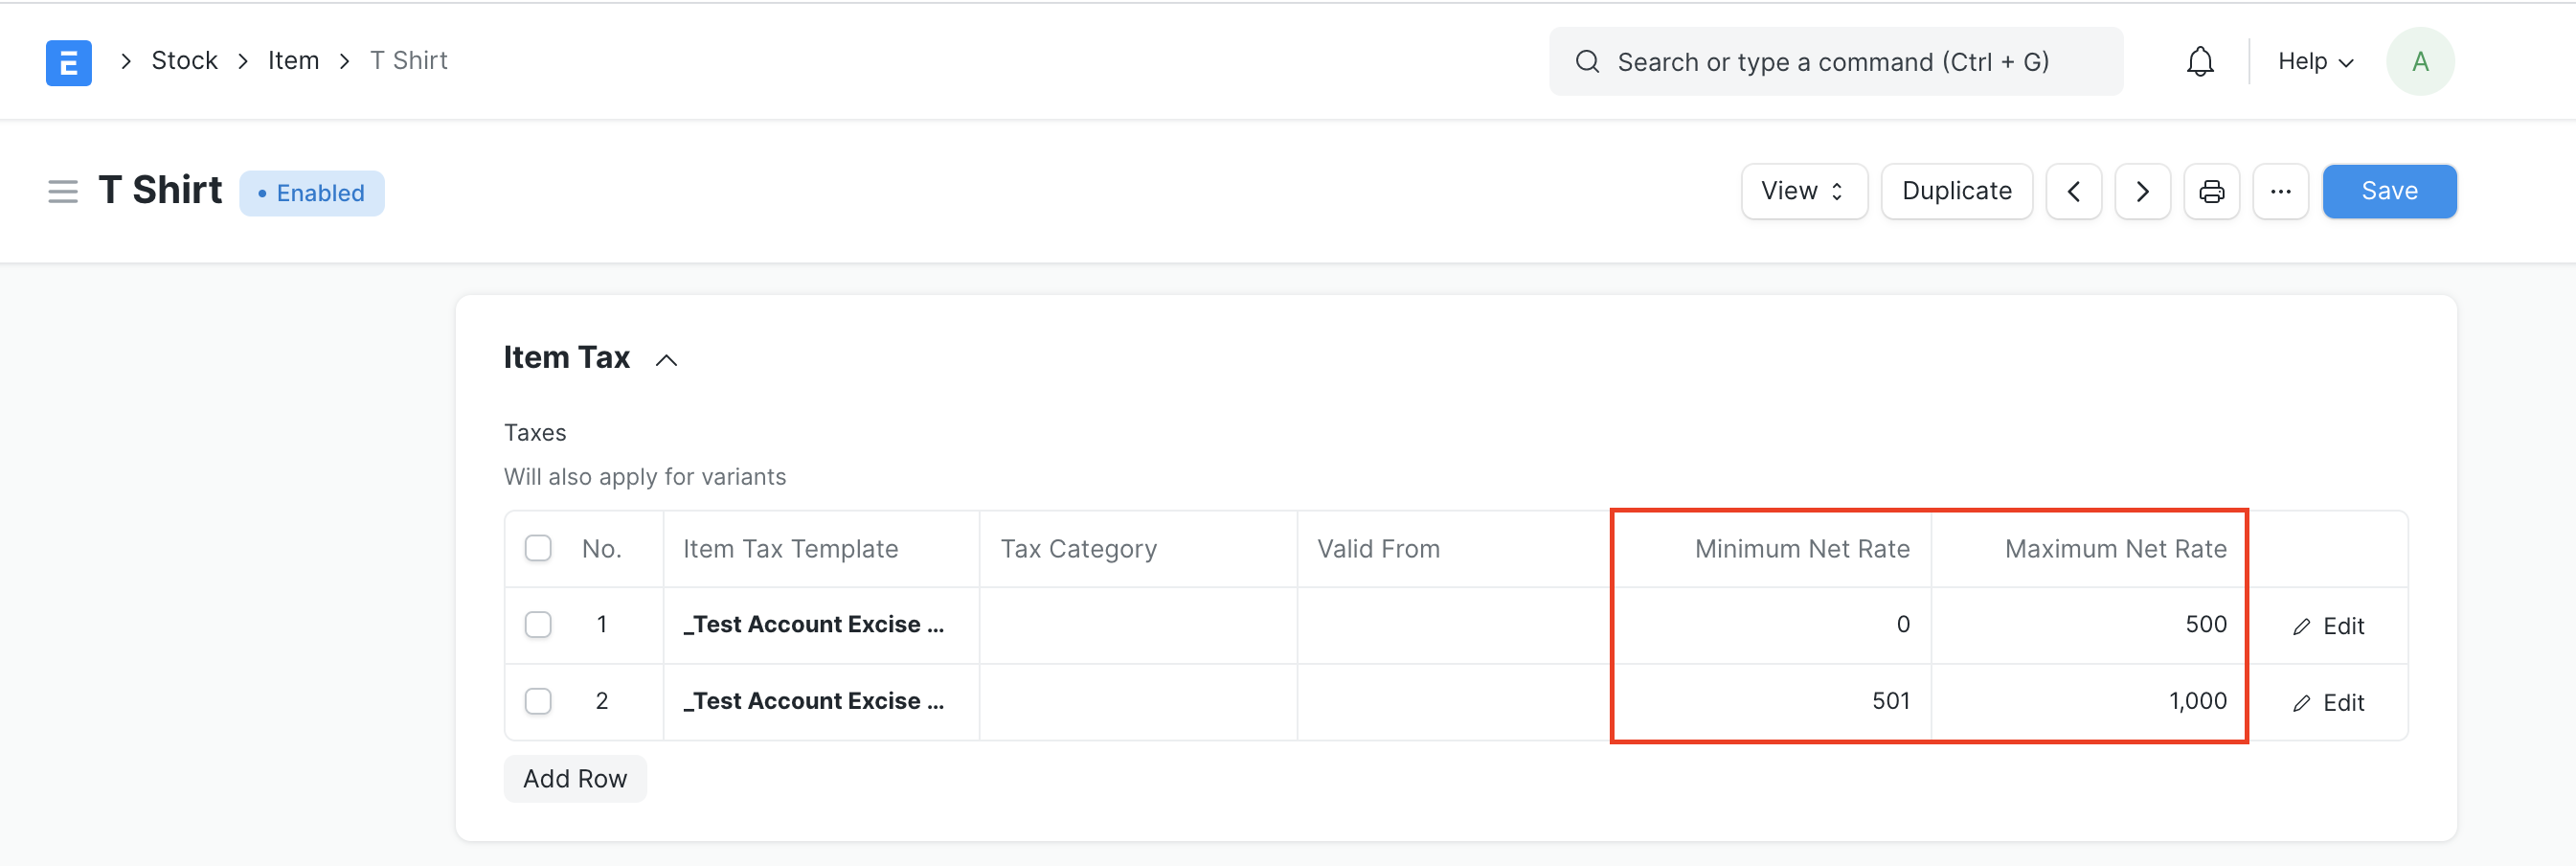 E > Stock > Item > T Shirt Search or type a command (Ctrl + G) Help A
T Shirt • Enabled View Duplicate ... Save
Item Tax
Taxes
Will also apply for variants
No. Item Tax Template Tax Category Valid From Minimum Net Rate Maximum Net Rate
1 _Test Account Excise ... 0 500 Edit
2 _Test Account Excise ... 501 1,000 Edit
Add Row